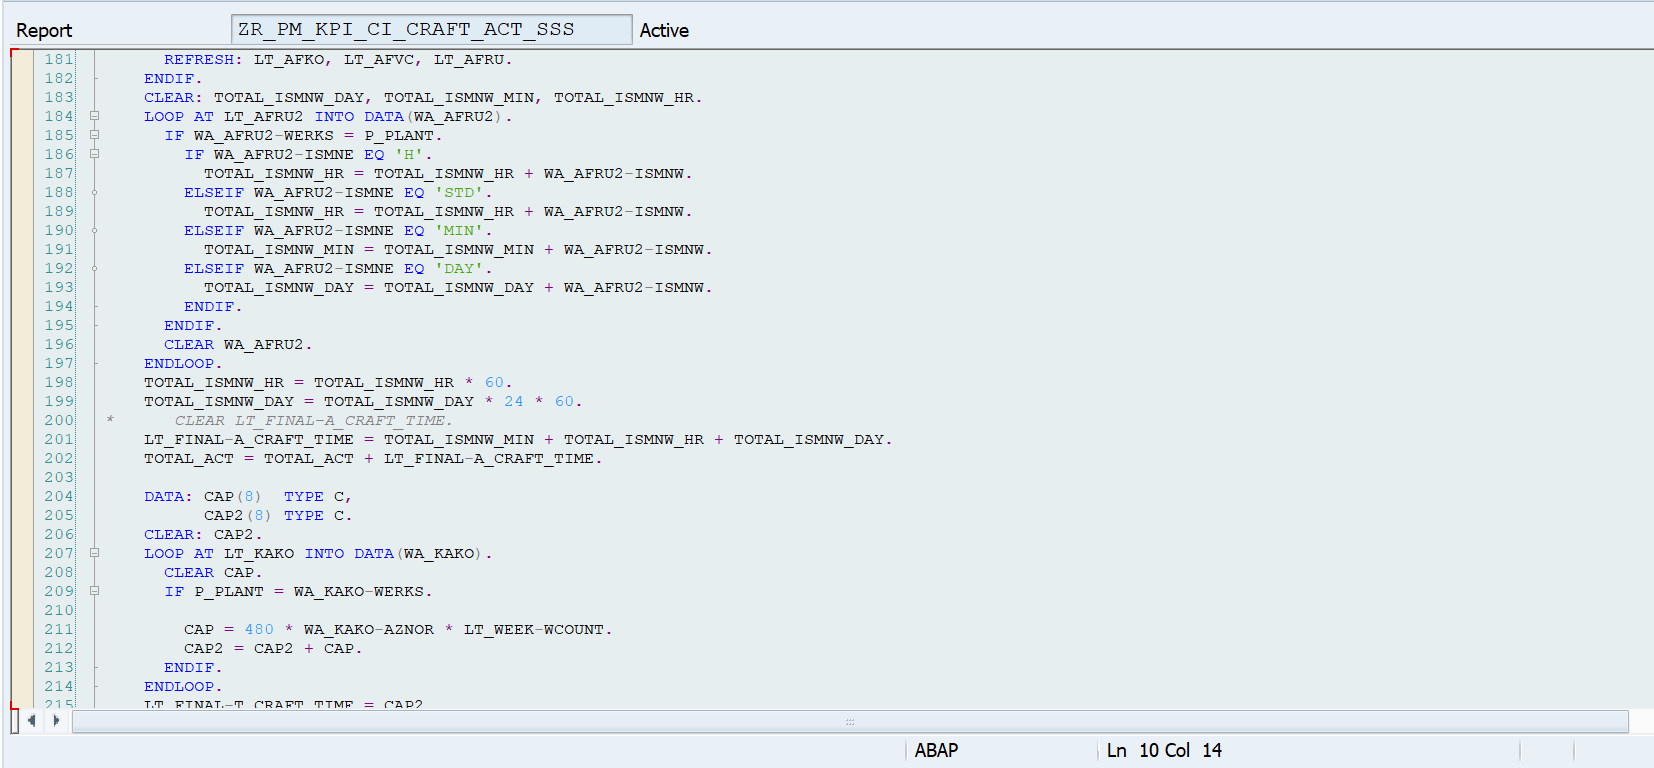 Report ZR_PM_KPI_CI_CRAFT_ACT_SSS Active
181 REFRESH: LT_AFKO, LT_AFVC, LT_AFRU.
182 ENDIF.
183 CLEAR: TOTAL_ISMNW_DAY, TOTAL_ISMNW_MIN, TOTAL_ISMNW_HR.
184 LOOP AT LT_AFRU2 INTO DATA(WA_AFRU2).
185 IF WA_AFRU2-WERKS = P_PLANT.
186 IF WA_AFRU2-ISMNE EQ 'H'.
187 TOTAL_ISMNW_HR = TOTAL_ISMNW_HR + WA_AFRU2-ISMNW.
188 ELSEIF WA_AFRU2-ISMNE EQ 'STD'.
189 TOTAL_ISMNW_HR = TOTAL_ISMNW_HR + WA_AFRU2-ISMNW.
190 ELSEIF WA_AFRU2-ISMNE EQ 'MIN'.
191 TOTAL_ISMNW_MIN = TOTAL_ISMNW_MIN + WA_AFRU2-ISMNW.
192 ELSEIF WA_AFRU2-ISMNE EQ 'DAY'.
193 TOTAL_ISMNW_DAY = TOTAL_ISMNW_DAY + WA_AFRU2-ISMNW.
194 ENDIF.
195 ENDIF.
196 CLEAR WA_AFRU2.
197 ENDLOOP.
198 TOTAL_ISMNW_HR = TOTAL_ISMNW_HR * 60.
199 TOTAL_ISMNW_DAY = TOTAL_ISMNW_DAY * 24 * 60.
200 * CLEAR LT_FINAL-A_CRAFT_TIME.
201 LT_FINAL-A_CRAFT_TIME = TOTAL_ISMNW_MIN + TOTAL_ISMNW_HR + TOTAL_ISMNW_DAY.
202 TOTAL_ACT = TOTAL_ACT + LT_FINAL-A_CRAFT_TIME.
203
204 DATA: CAP(8) TYPE C,
205 CAP2(8) TYPE C.
206 CLEAR: CAP2.
207 LOOP AT LT_KAKO INTO DATA(WA_KAKO).
208 CLEAR CAP.
209 IF P_PLANT = WA_KAKO-WERKS.
210
211 CAP = 480 * WA_KAKO-AZNOR * LT_WEEK-WCOUNT.
212 CAP2 = CAP2 + CAP.
213 ENDIF.
214 ENDLOOP.
215 LT_FINAL-T_CRAFT_TIME = CAP2
ABAP Ln 10 Col 14